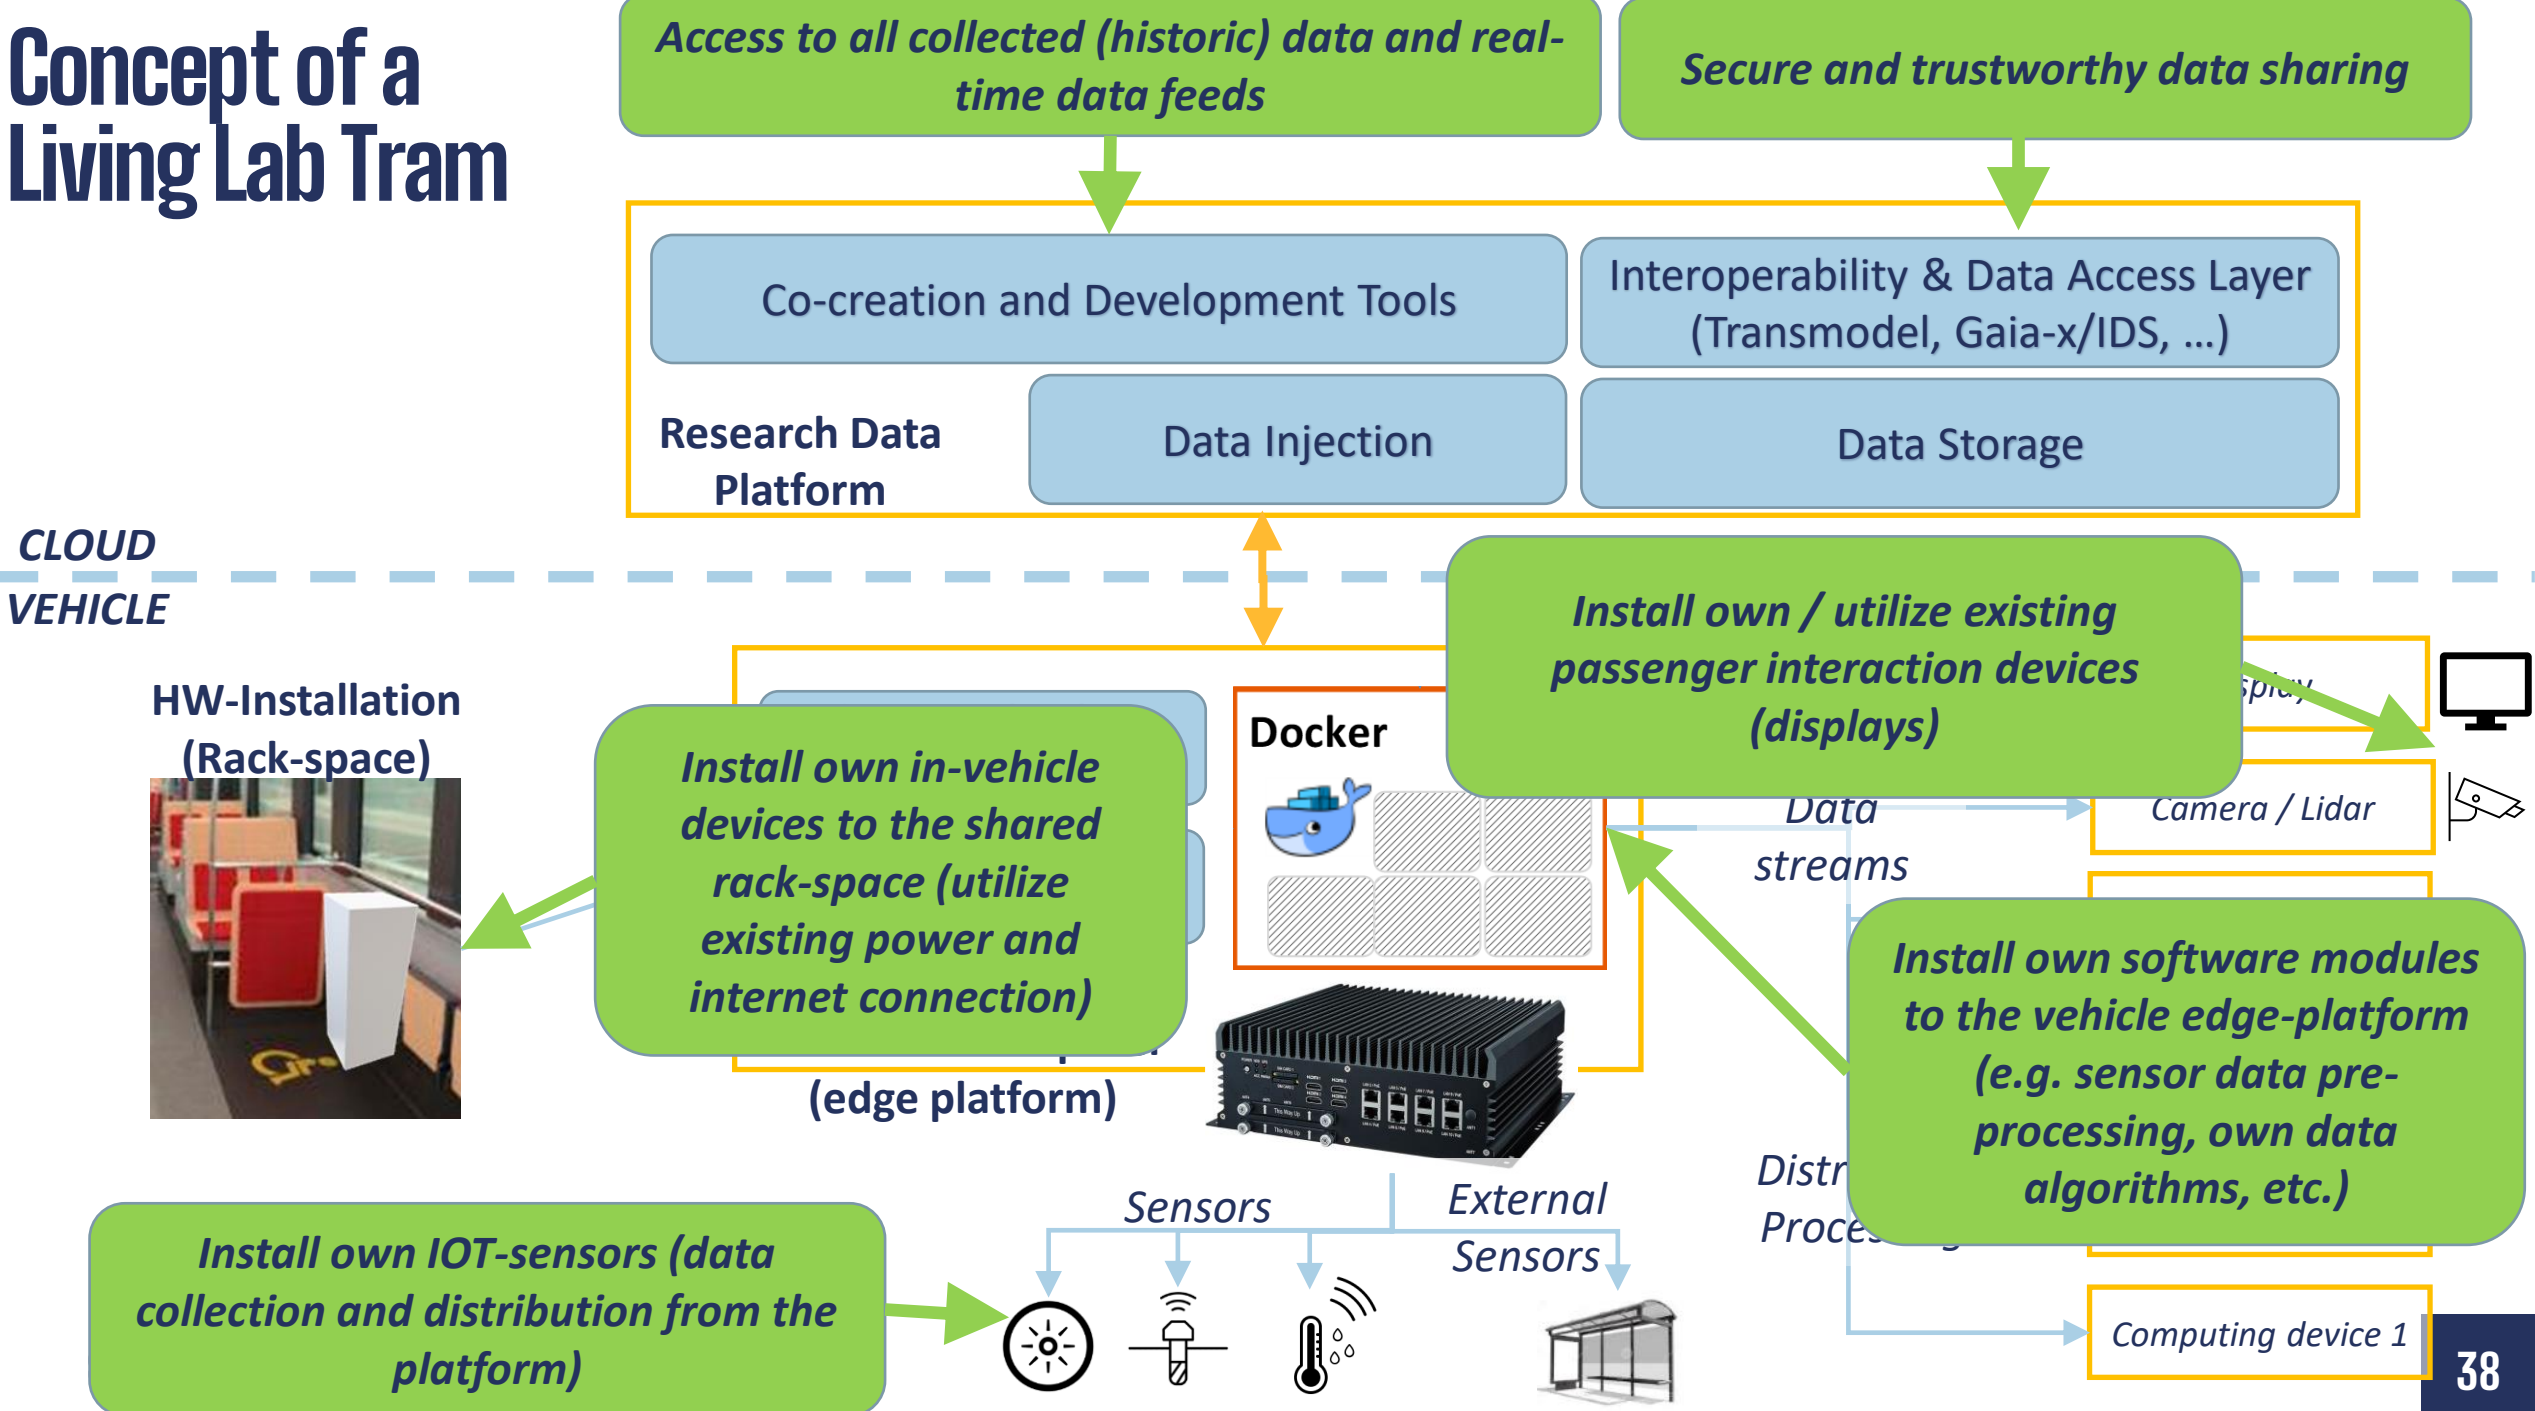 Concept of a
Living Lab Tram
Access to all collected (historic) data and real-
time data feeds
Secure and trustworthy data sharing
Co-creation and Development Tools
Interoperability & Data Access Layer
(Transmodel, Gaia-x/IDS, ...)
Research Data
Platform
Data Injection
Data Storage
CLOUD
VEHICLE
HW-Installation
(Rack-space)
Install own in-vehicle
devices to the shared
rack-space (utilize
existing power and
internet connection)
Docker
Install own / utilize existing
passenger interaction devices
(displays)
Data
streams
Camera / Lidar
Install own software modules
to the vehicle edge-platform
(e.g. sensor data pre-
processing, own data
algorithms, etc.)
(edge platform)
Sensors
External
Sensors
Install own IOT-sensors (data
collection and distribution from the
platform)
Computing device 1
38